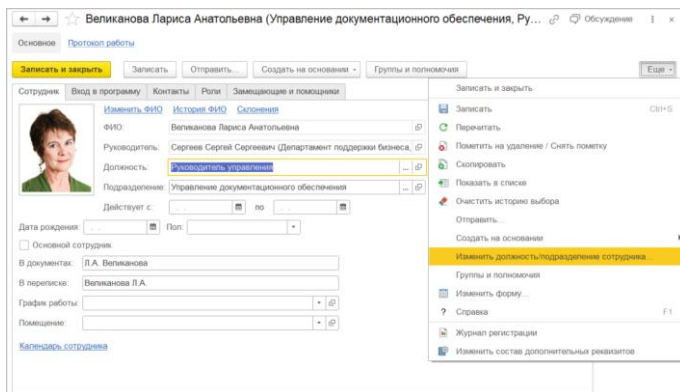 Великанова Лариса Анатольевна (Управление документационного обеспечения, Ру... Обсуждение
Основное Протокол работы
Записать и закрыть Записать Отправить... Создать на основании Группы и полномочия Еще
Сотрудник Вход в программу Контакты Роли Замещающие и помощники
Изменить ФИО История ФИО Склонения
ФИО: Великанова Лариса Анатольевна
Руководитель: Сергеев Сергей Сергеевич (Департамент поддержки бизнеса,
Должность: Руководитель управления ...
Подразделение: Управление документационного обеспечения ...
Действует с: . . по . .
Дата рождения: . . Пол:
Основной сотрудник
В документах: Л.А. Великанова
В переписке: Великанова Л.А.
График работы:
Помещение:
Календарь сотрудника
Записать и закрыть
Записать Ctrl+S
Перечитать
Пометить на удаление / Снять пометку
Скопировать
Показать в списке
Очистить историю выбора
Отправить...
Создать на основании
Изменить должность/подразделение сотрудника...
Группы и полномочия
Изменить форму...
? Справка F1
Журнал регистрации
Изменить состав дополнительных реквизитов